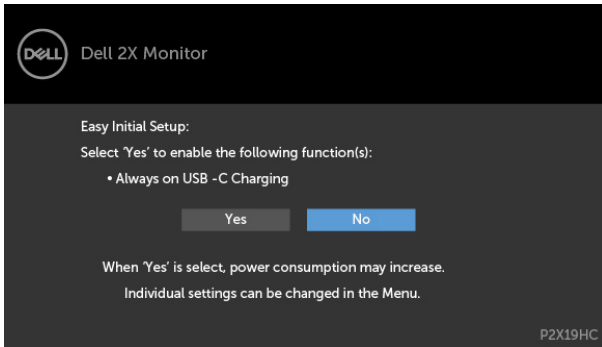 DELL
Dell 2X Monitor
Easy Initial Setup:
Select ‘Yes’ to enable the following function(s):
• Always on USB -C Charging
Yes No
When ‘Yes’ is select, power consumption may increase.
Individual settings can be changed in the Menu.
P2X19HC